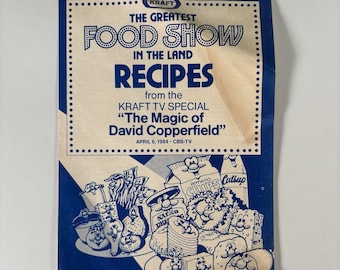 KRAFT
THE GREATEST
FOOD SHOW
IN THE LAND
RECIPES
from the
KRAFT TV SPECIAL
"The Magic of
David Copperfield"
APRIL 6, 1984 • CBS-TV
Catsup